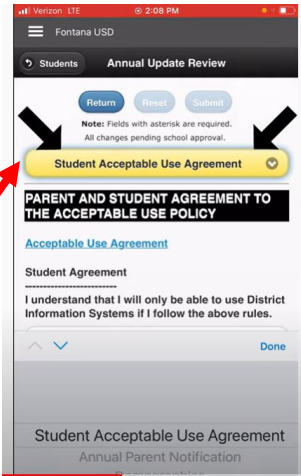 Verizon LTE
2:08 PM
Fontana USD
Students
Annual Update Review
Return
Reset
Submit
Note: Fields with asterisk are required.
All changes pending school approval.
Student Acceptable Use Agreement
PARENT AND STUDENT AGREEMENT TO
THE ACCEPTABLE USE POLICY
Acceptable Use Agreement
Student Agreement
------------------------
I understand that I will only be able to use District
Information Systems if I follow the above rules.
Done
Student Acceptable Use Agreement
Annual Parent Notification